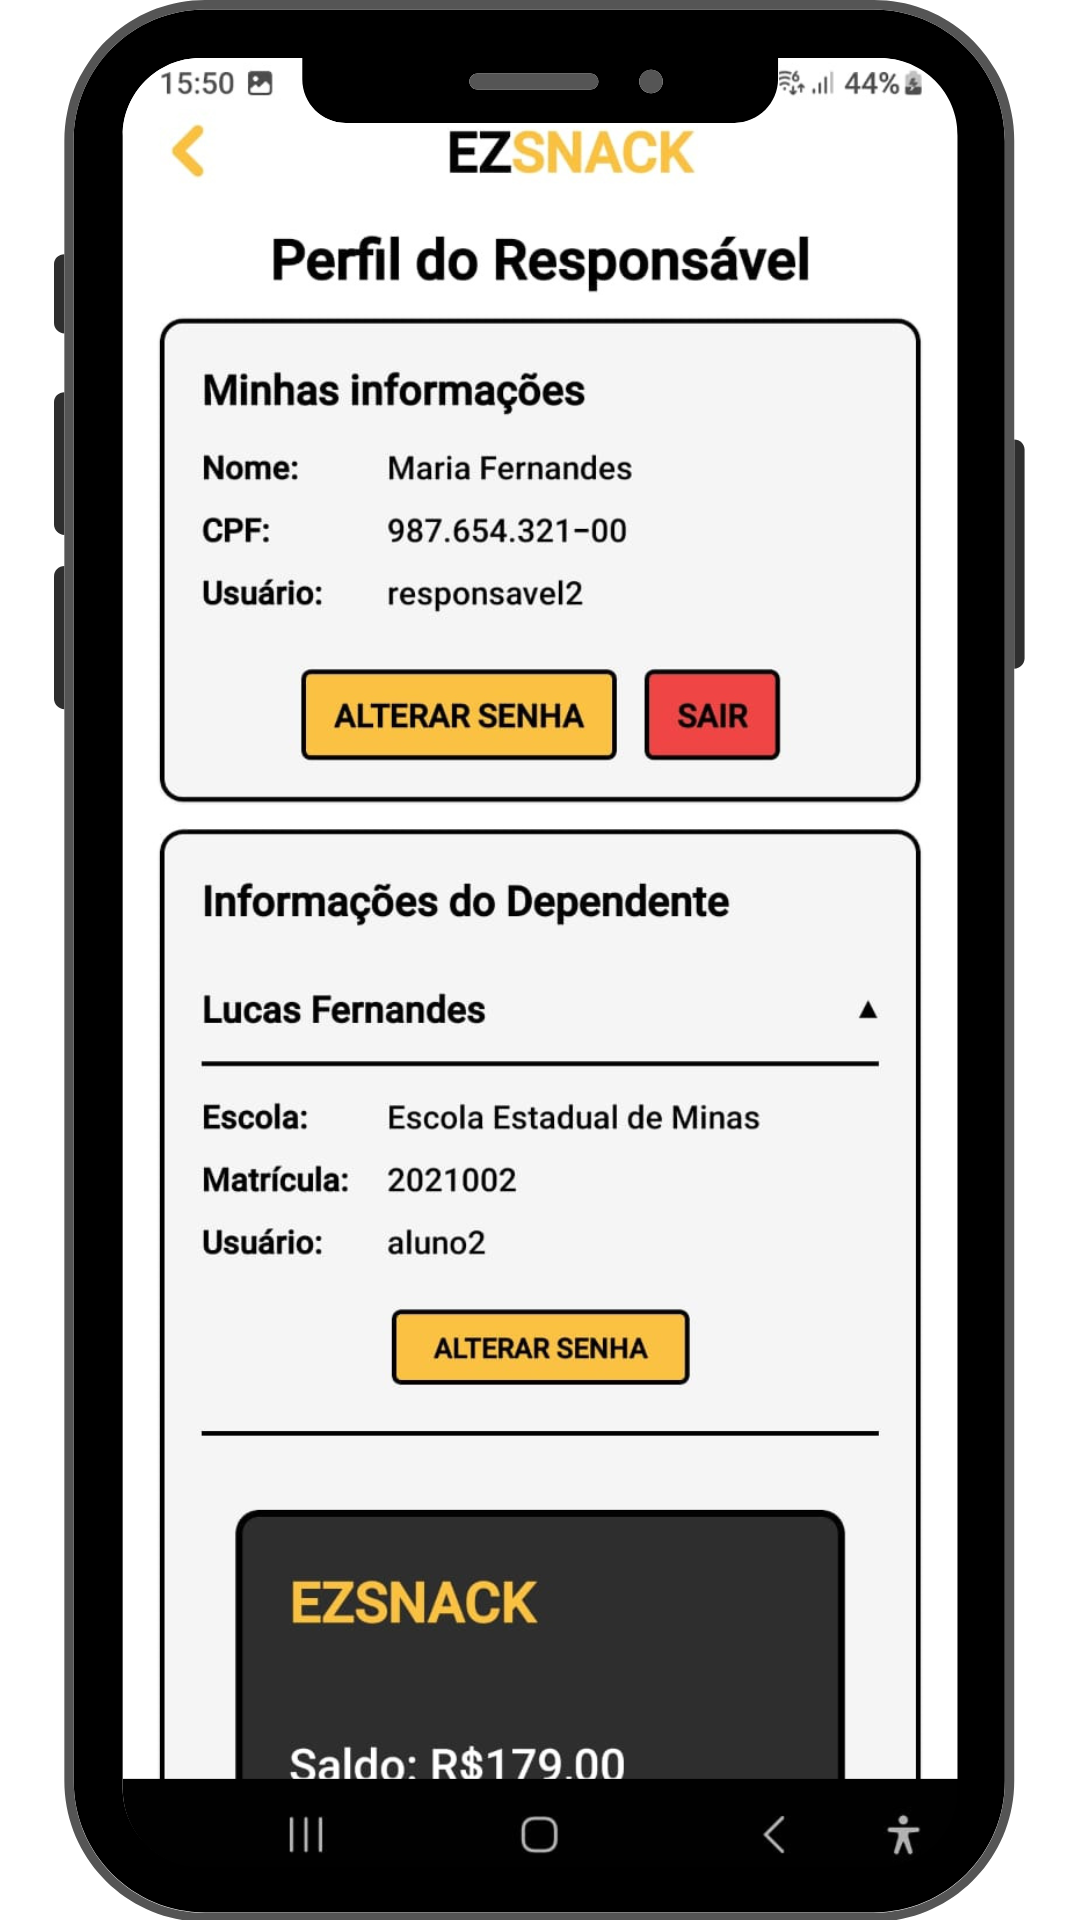 15:50 6 44%
EZSNACK
Perfil do Responsável
Minhas informações
Nome: Maria Fernandes
CPF: 987.654.321-00
Usuário: responsavel2
ALTERAR SENHA SAIR
Informações do Dependente
Lucas Fernandes ▲
Escola: Escola Estadual de Minas
Matrícula: 2021002
Usuário: aluno2
ALTERAR SENHA
EZSNACK
Saldo: R$179.00